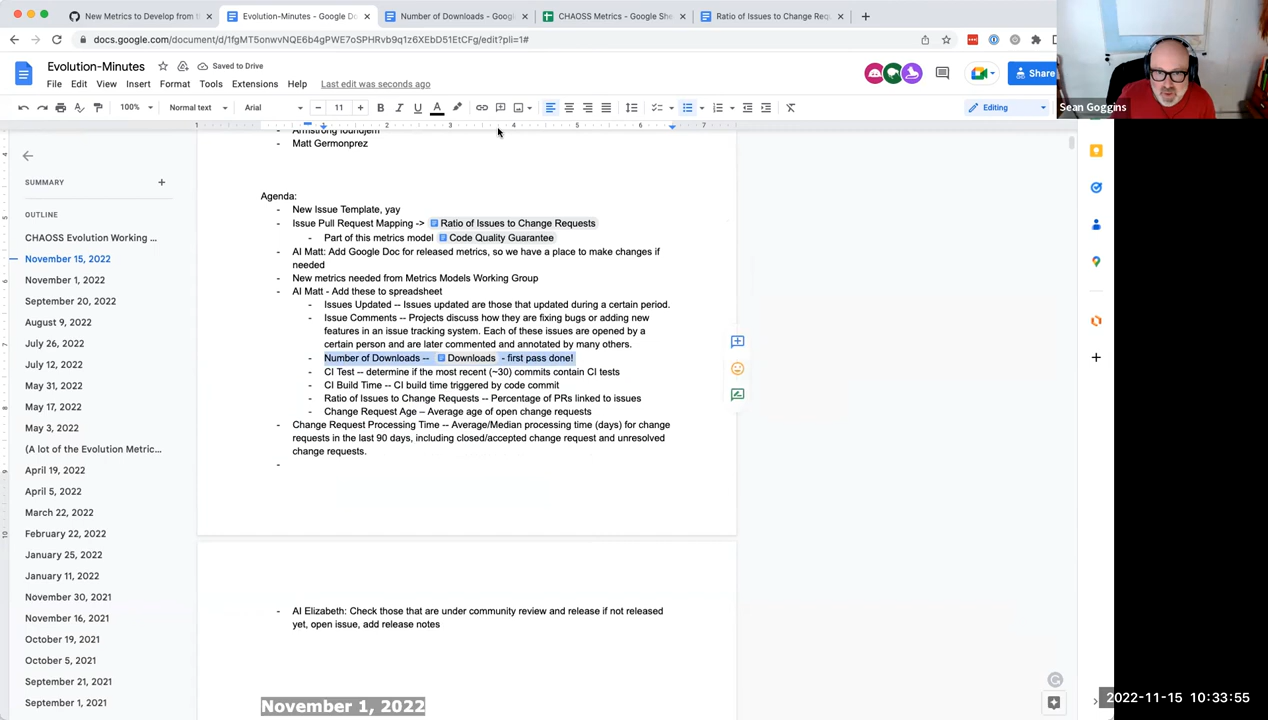 New Metrics to Develop from t
Evolution-Minutes - Google Do
Number of Downloads - Goog
CHAOSS Metrics - Google She
Ratio of Issues to Change Requ
docs.google.com/document/d/1fgMT5onwvNQE6b4gPWE7oSPHRvb9q1z6XEbD51EtCFg/edit?pli=1#
Evolution-Minutes
Saved to Drive
File Edit View Insert Format Tools Extensions Help Last edit was seconds ago
Share
100% Normal text Arial 11 Editing
Sean Goggins
1 1 2 3 4 5 6 7
SUMMARY
OUTLINE
CHAOSS Evolution Working ...
November 15, 2022
November 1, 2022
September 20, 2022
August 9, 2022
July 26, 2022
July 12, 2022
May 31, 2022
May 17, 2022
May 3, 2022
(A lot of the Evolution Metric...
April 19, 2022
April 5, 2022
March 22, 2022
February 22, 2022
January 25, 2022
January 11, 2022
November 30, 2021
November 16, 2021
October 19, 2021
October 5, 2021
September 21, 2021
September 1, 2021
- Matt Germonprez
Agenda:
- New Issue Template, yay
- Issue Pull Request Mapping -> Ratio of Issues to Change Requests
- Part of this metrics model Code Quality Guarantee
- AI Matt: Add Google Doc for released metrics, so we have a place to make changes if
needed
- New metrics needed from Metrics Models Working Group
- AI Matt - Add these to spreadsheet
- Issues Updated -- Issues updated are those that updated during a certain period.
- Issue Comments -- Projects discuss how they are fixing bugs or adding new
features in an issue tracking system. Each of these issues are opened by a
certain person and are later commented and annotated by many others.
- Number of Downloads -- Downloads - first pass done!
- CI Test -- determine if the most recent (~30) commits contain CI tests
- CI Build Time -- CI build time triggered by code commit
- Ratio of Issues to Change Requests -- Percentage of PRs linked to issues
- Change Request Age – Average age of open change requests
- Change Request Processing Time -- Average/Median processing time (days) for change
requests in the last 90 days, including closed/accepted change request and unresolved
change requests.
-
- AI Elizabeth: Check those that are under community review and release if not released
yet, open issue, add release notes
November 1, 2022
2022-11-15 10:33:55